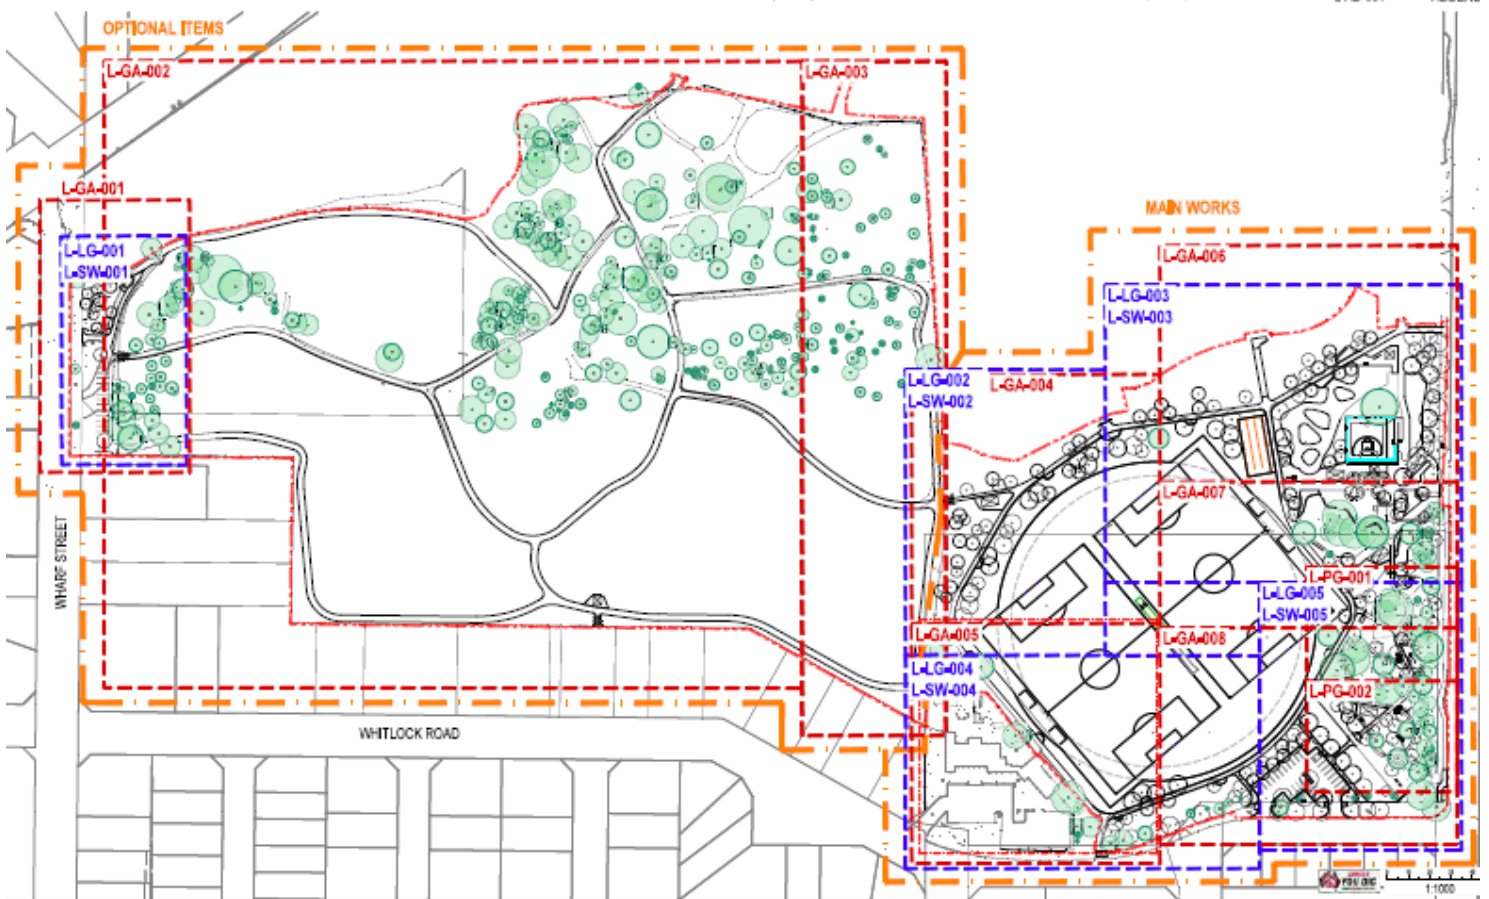 OPTIONAL ITEMS
L-GA-002
L-GA-003
L-GA-001
L-LG-001
L-SW-001
MAIN WORKS
L-GA-006
L-LG-003
L-SW-003
L-LG-002
L-SW-002
L-GA-004
L-GA-007
L-PG-001
L-LG-005
L-SW-005
WHARF STREET
L-GA-005
L-GA-008
L-LG-004
L-SW-004
L-PG-002
WHITLOCK ROAD
YOU DIG
1:1000